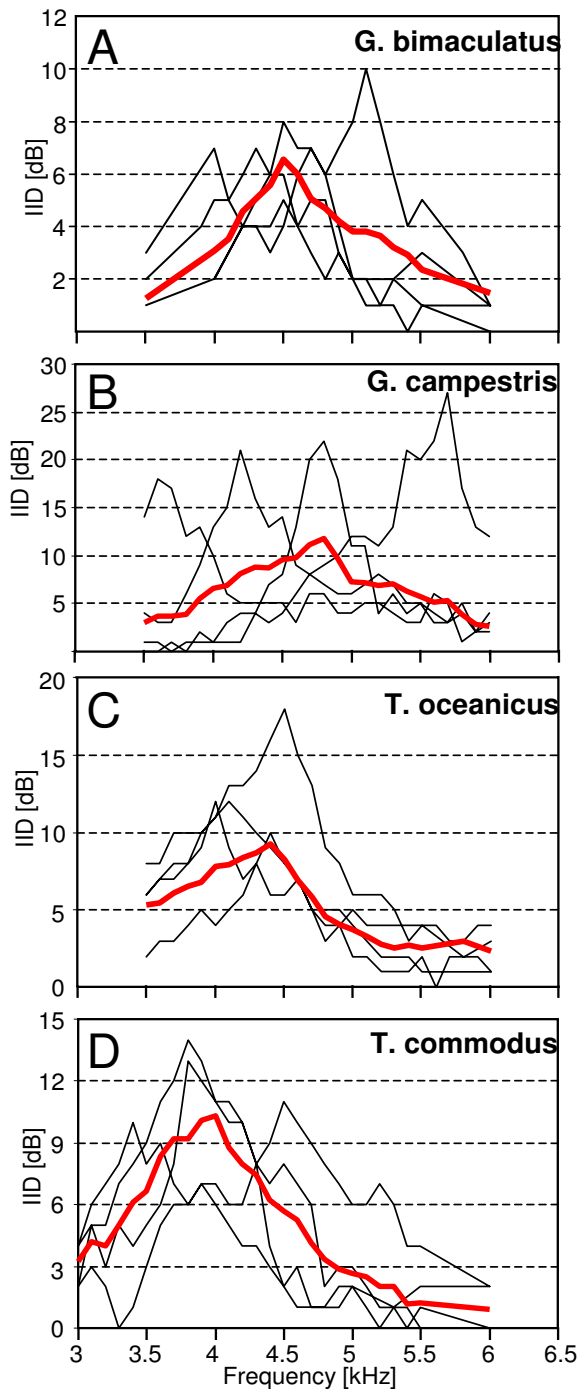 A
G. bimaculatus
IID [dB]
12
10
8
6
4
2
B
G. campestris
IID [dB]
30
25
20
15
10
5
C
T. oceanicus
IID [dB]
20
15
10
5
0
D
T. commodus
IID [dB]
15
12
9
6
3
0
3 3.5 4 4.5 5 5.5 6 6.5
Frequency [kHz]